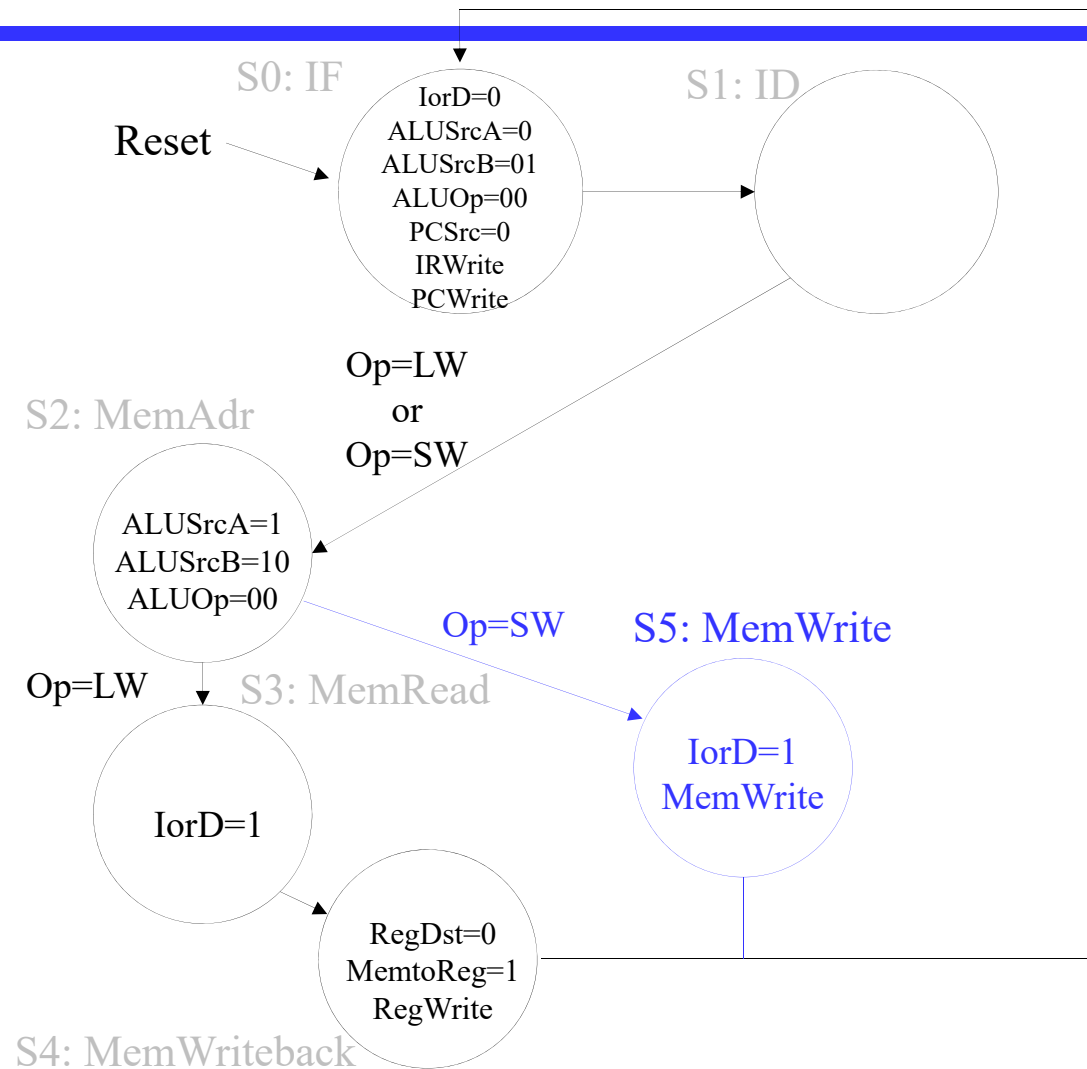 S0: IF
IorD=0
ALUSrcA=0
ALUSrcB=01
ALUOp=00
PCSrc=0
IRWrite
PCWrite
S1: ID
Reset
Op=LW
or
Op=SW
S2: MemAdr
ALUSrcA=1
ALUSrcB=10
ALUOp=00
Op=SW
S5: MemWrite
IorD=1
MemWrite
Op=LW
S3: MemRead
IorD=1
RegDst=0
MemtoReg=1
RegWrite
S4: MemWriteback